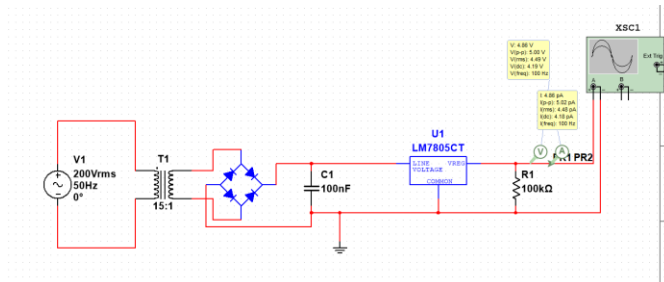 XSC1
Ext Trig
A
B
V: 4.86 V
V(p-p): 5.00 V
V(rms): 4.49 V
V(dc): 4.19 V
V(freq): 100 Hz
I: 4.86 pA
I(p-p): 5.02 pA
I(rms): 4.48 pA
I(dc): 4.18 pA
I(freq): 100 Hz
U1
LM7805CT
LINE VREG
VOLTAGE
COMMON
V
A
PR1 PR2
V1
200Vrms
50Hz
0°
T1
15:1
C1
100nF
R1
100kΩ